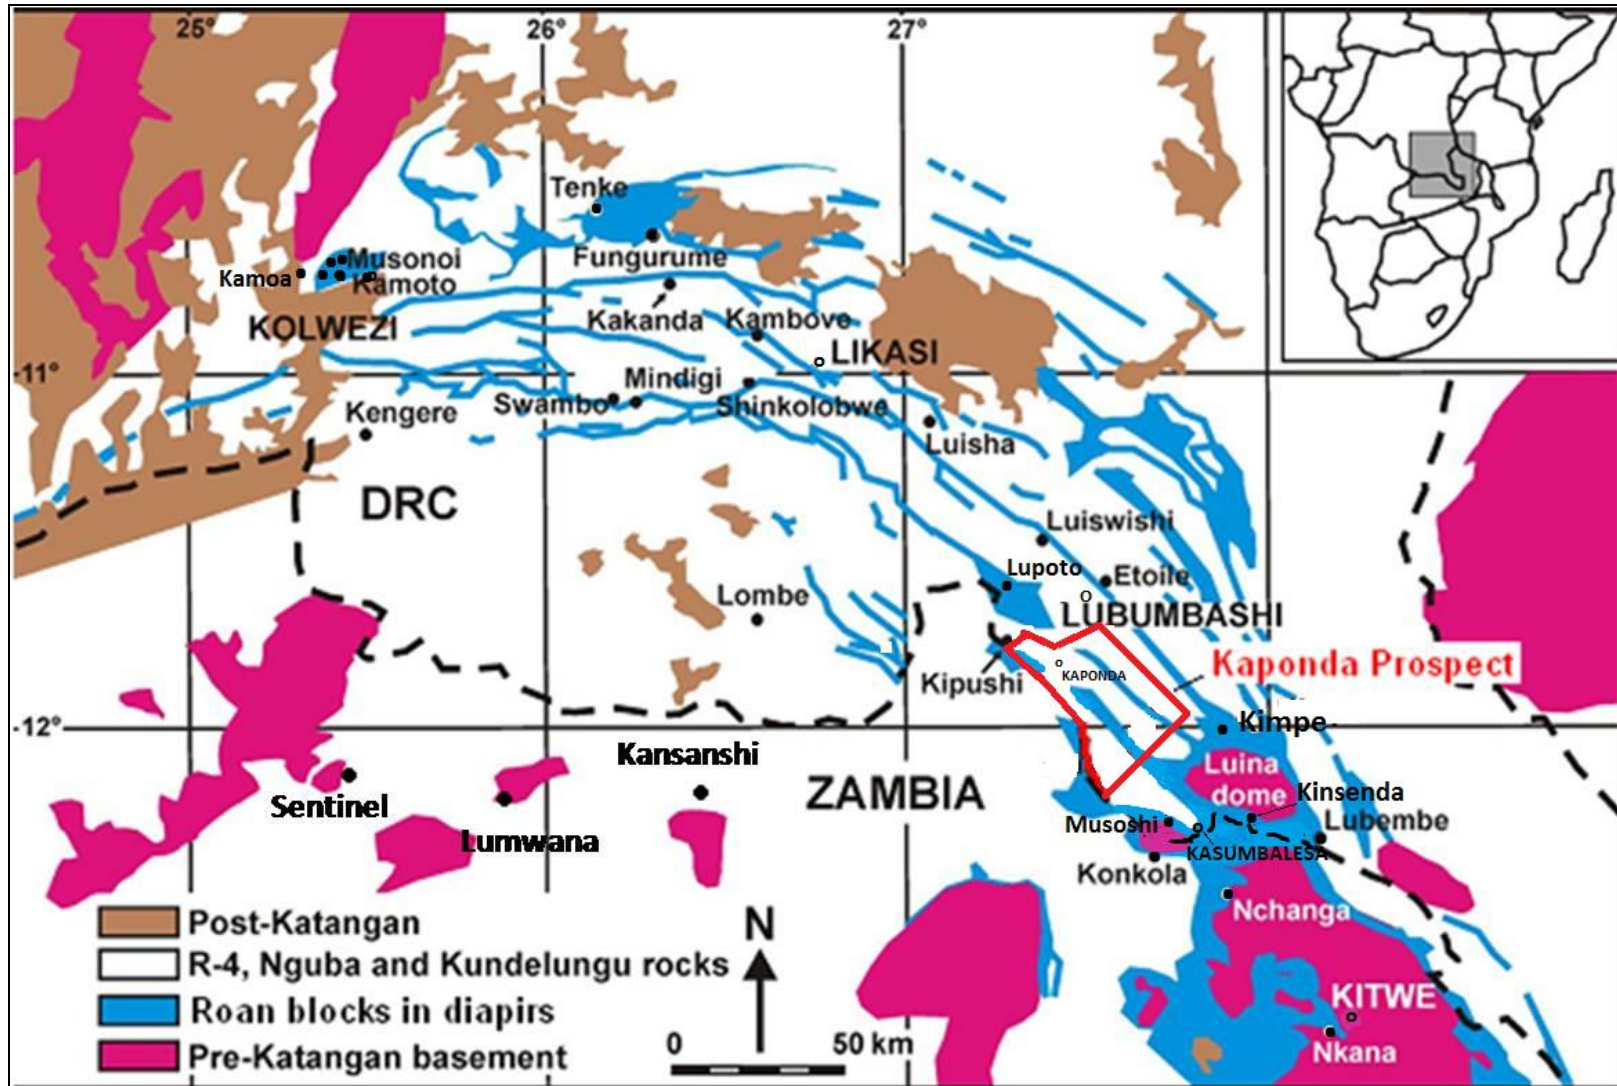 25°
26°
27°
Tenke
Musonoi
Kamoa
Kamoto
Fungurume
KOLWEZI
Kakanda
Kambove
LIKASI
11°
Mindigi
Kengere
Swambo
Shinkolobwe
Luisha
DRC
Luiswishi
Lupoto
Etoile
Lombe
LUBUMBASHI
Kipushi
KAPONDA
Kaponda Prospect
12°
Kimpe
Kansanshi
Luina
dome
ZAMBIA
Sentinel
Kinsenda
Lumwana
Musoshi
Lubembe
KASUMBALESA
Konkola
Nchanga
Post-Katangan
N
R-4, Nguba and Kundelungu rocks
Roan blocks in diapirs
KITWE
Pre-Katangan basement
0 50 km
Nkana